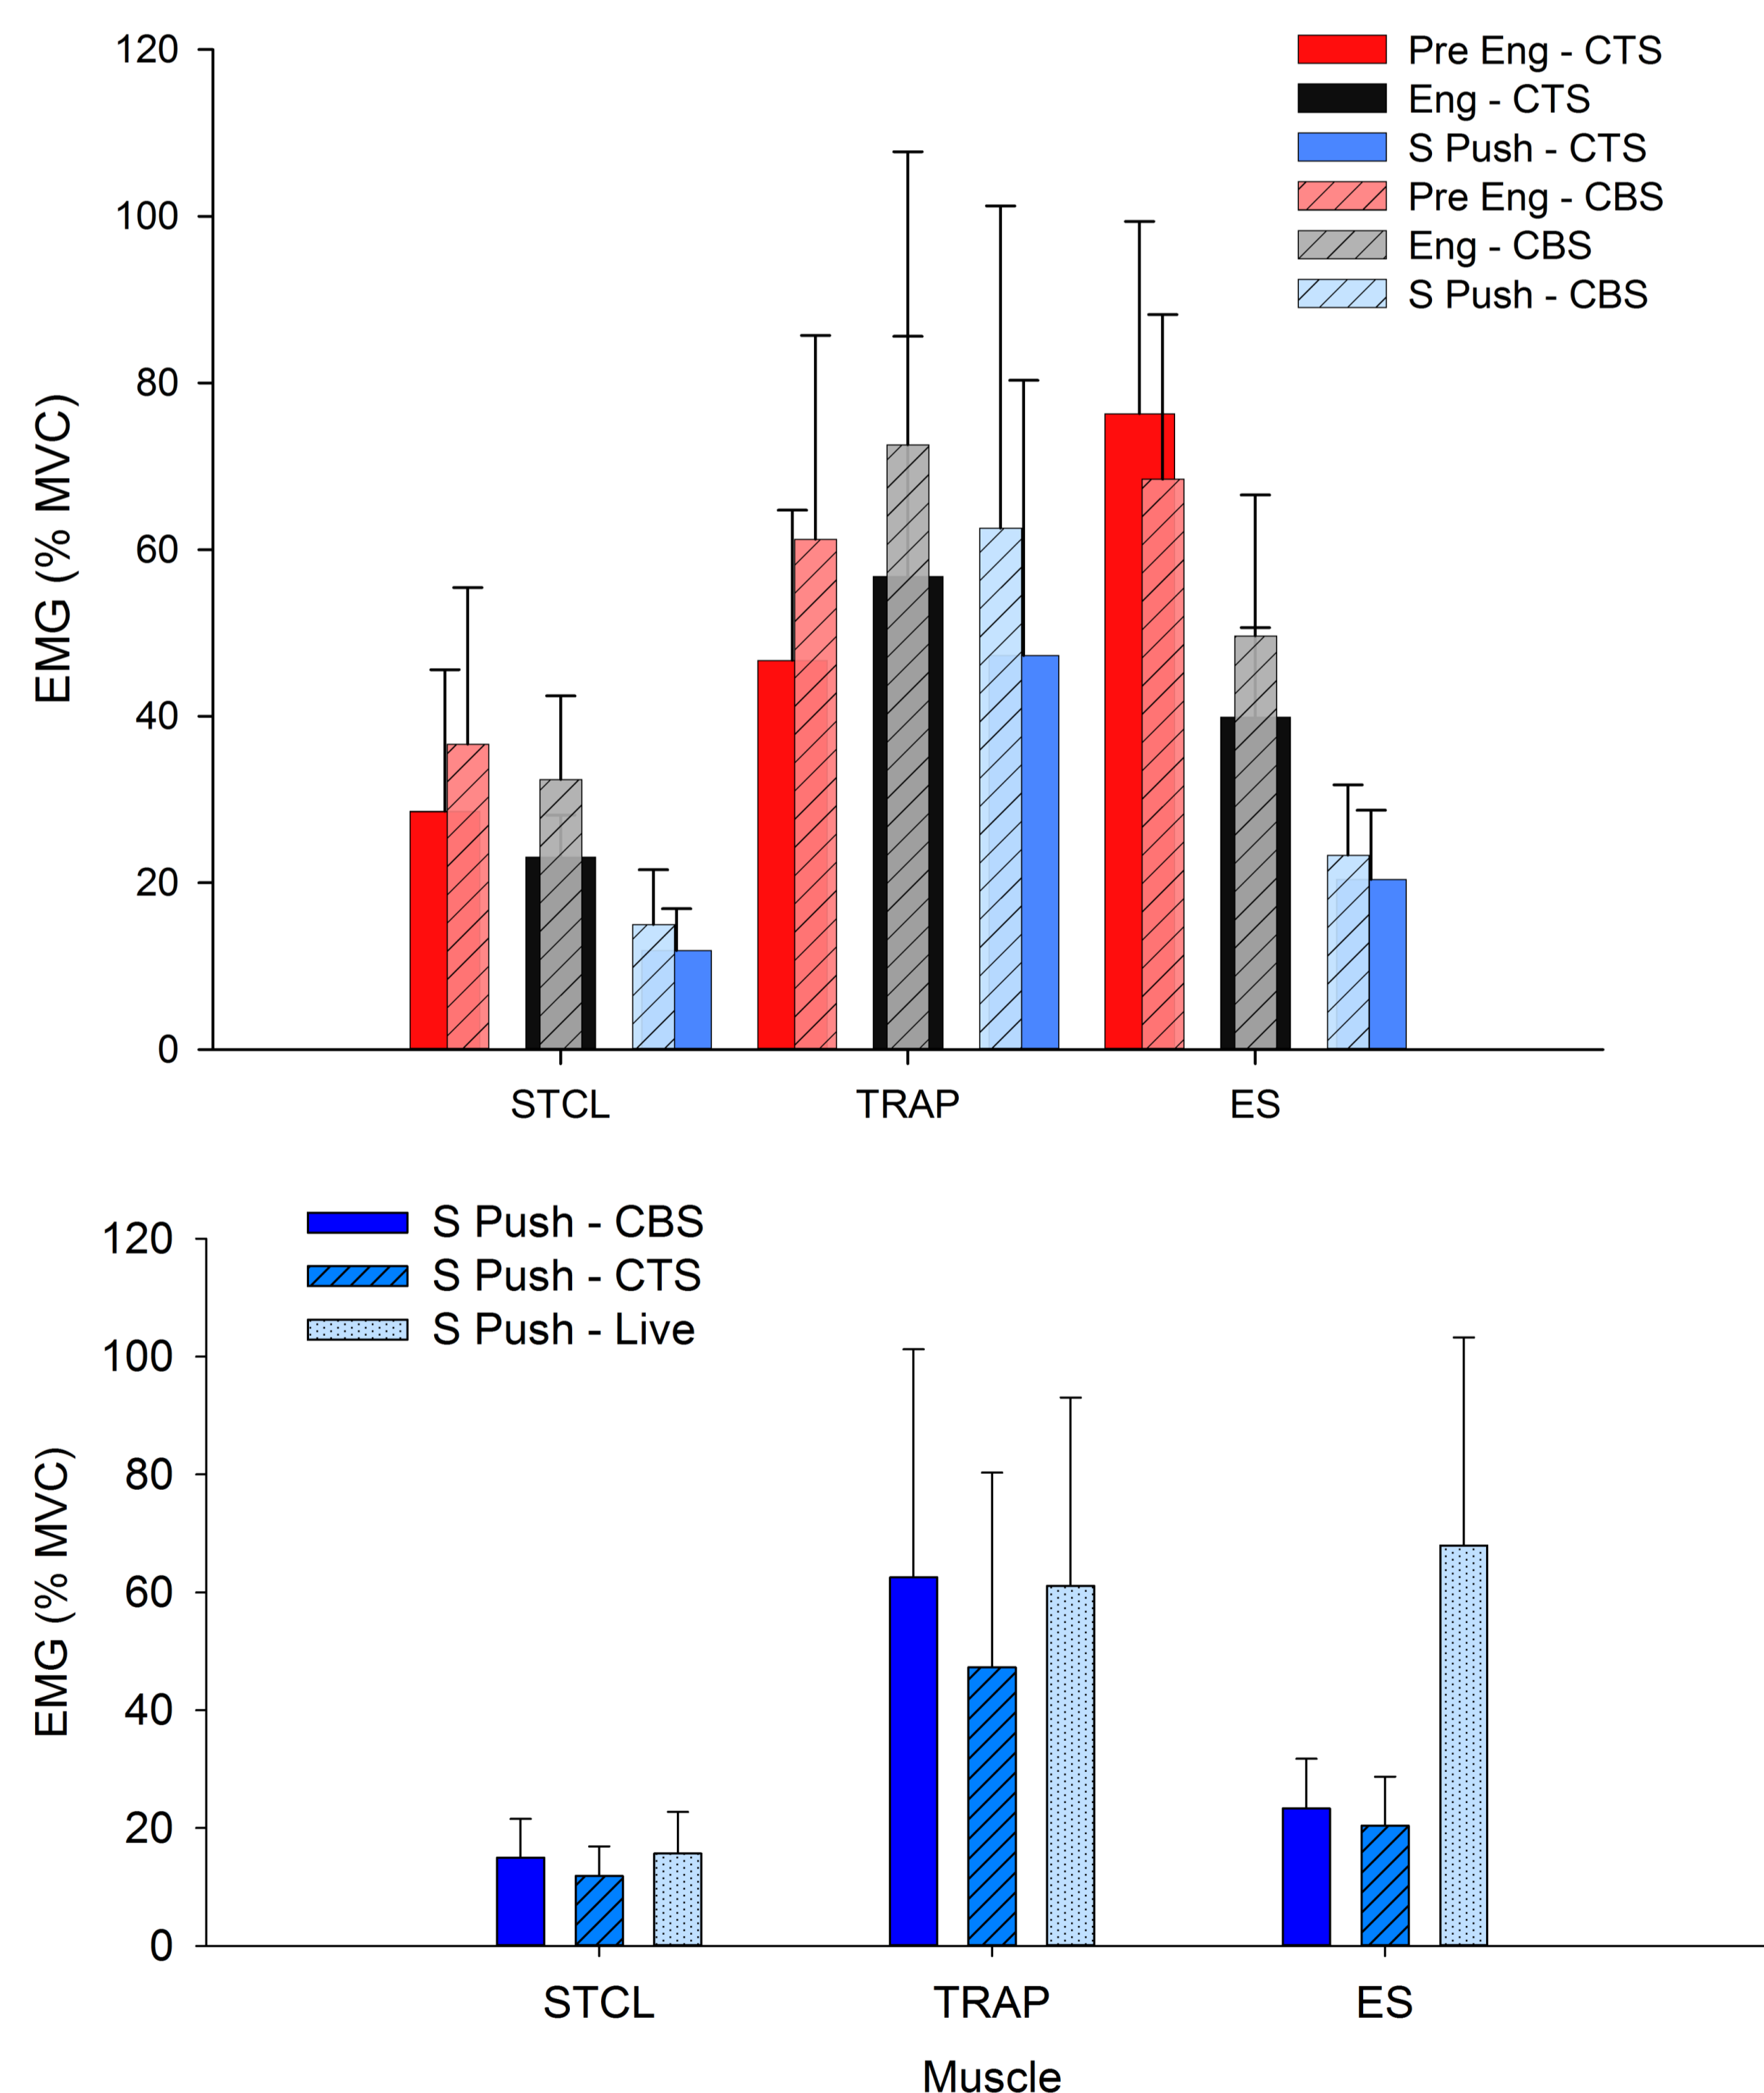 120
100
80
60
40
20
0
EMG (% MVC)
Pre Eng - CTS
Eng - CTS
S Push - CTS
Pre Eng - CBS
Eng - CBS
S Push - CBS
STCL TRAP ES
S Push - CBS
S Push - CTS
S Push - Live
120
100
80
60
40
20
0
EMG (% MVC)
STCL TRAP ES
Muscle